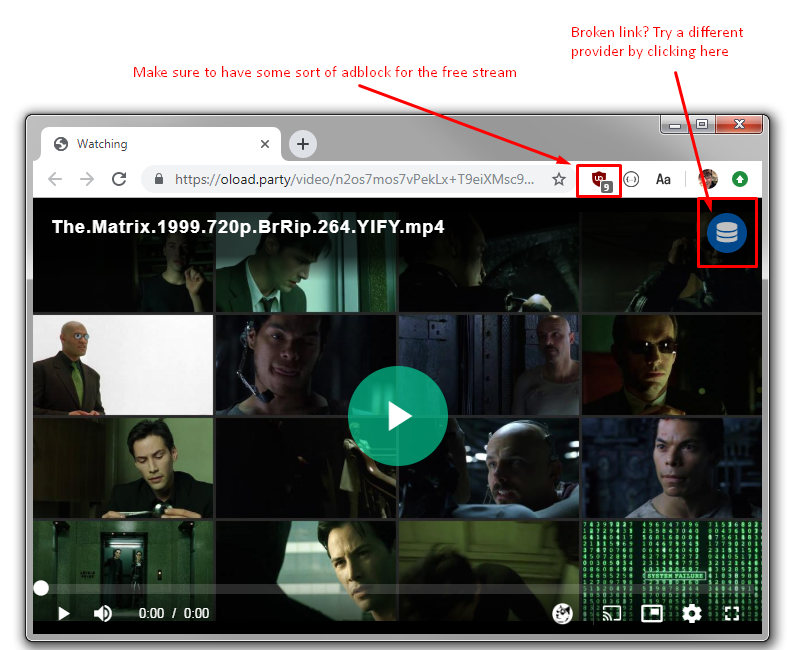 Broken link? Try a different
provider by clicking here
Make sure to have some sort of adblock for the free stream
Watching
https://oload.party/video/n2os7mos7vPekLx+T9eiXMsc9...
9
{··}
Aa
The.Matrix.1999.720p.BrRip.264.YIFY.mp4
SYSTEM FAILURE
0:00 / 0:00